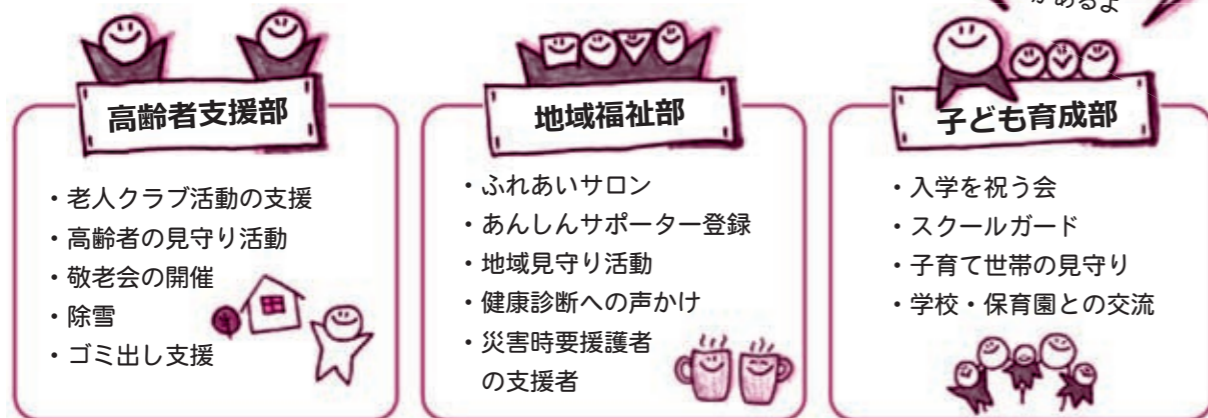 があるよ
高齢者支援部
・老人クラブ活動の支援
・高齢者の見守り活動
・敬老会の開催
・除雪
・ゴミ出し支援
地域福祉部
・ふれあいサロン
・あんしんサポーター登録
・地域見守り活動
・健康診断への声かけ
・災害時要援護者
の支援者
子ども育成部
・入学を祝う会
・スクールガード
・子育て世帯の見守り
・学校・保育園との交流